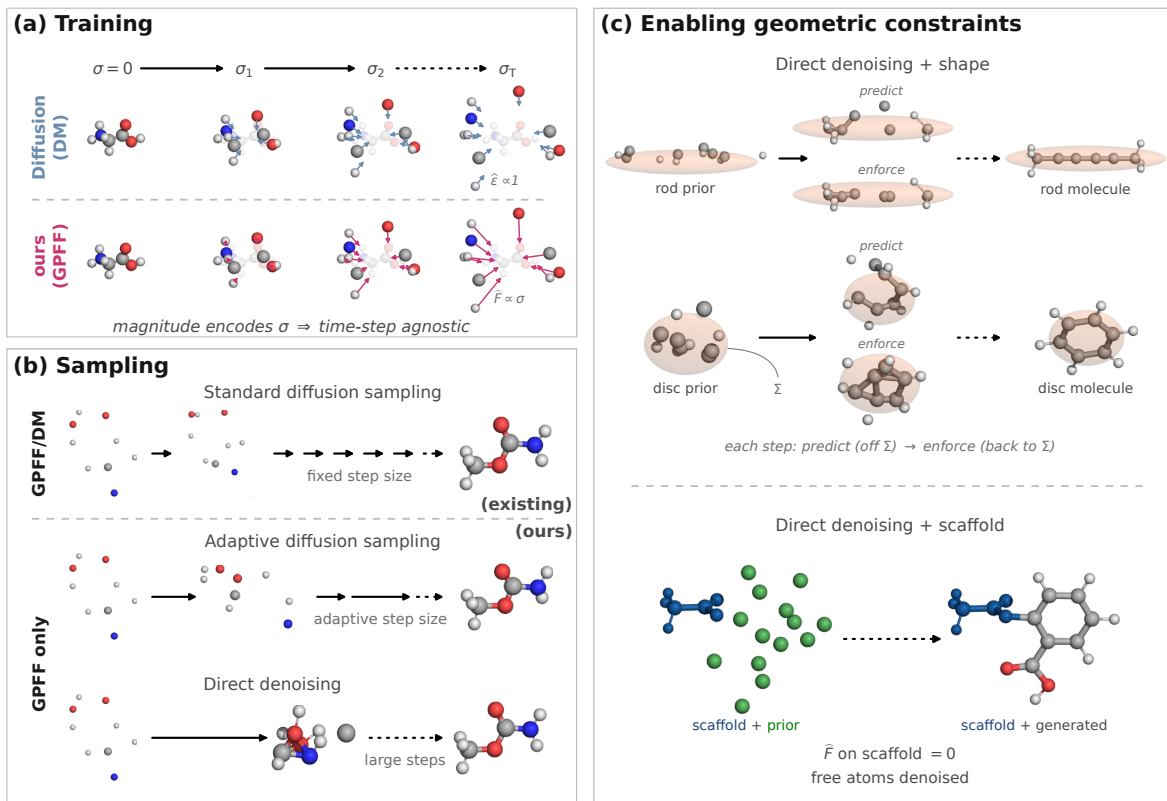 (a) Training
σ = 0
σ1
σ2
σT
Diffusion
(DM)
ε̂ ∝1
ours
(GPFF)
F̂ ∝ σ
magnitude encodes σ ⇒ time-step agnostic
(b) Sampling
Standard diffusion sampling
GPFF/DM
fixed step size
(existing)
(ours)
Adaptive diffusion sampling
adaptive step size
GPFF only
Direct denoising
large steps
(c) Enabling geometric constraints
Direct denoising + shape
predict
enforce
rod prior
rod molecule
predict
enforce
disc prior
Σ
disc molecule
each step: predict (off Σ) → enforce (back to Σ)
Direct denoising + scaffold
scaffold + prior
scaffold + generated
F̂ on scaffold = 0
free atoms denoised